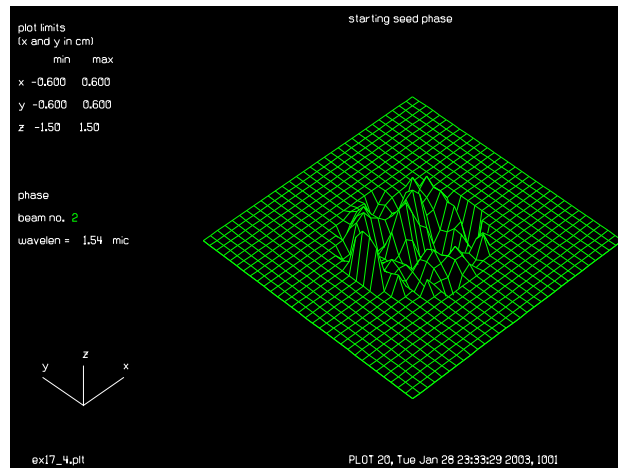 starting seed phase
plot limits
(x and y in cm)
min max
x -0.600 0.600
y -0.600 0.600
z -1.50 1.50
phase
beam no. 2
wavelen = 1.54 mic
y z x
ex17_4.plt
PLOT 20, Tue Jan 28 23:33:29 2003, 1001